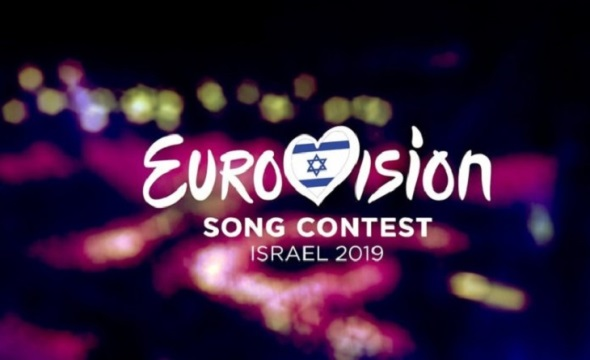 EUROVISION
SONG CONTEST
ISRAEL 2019